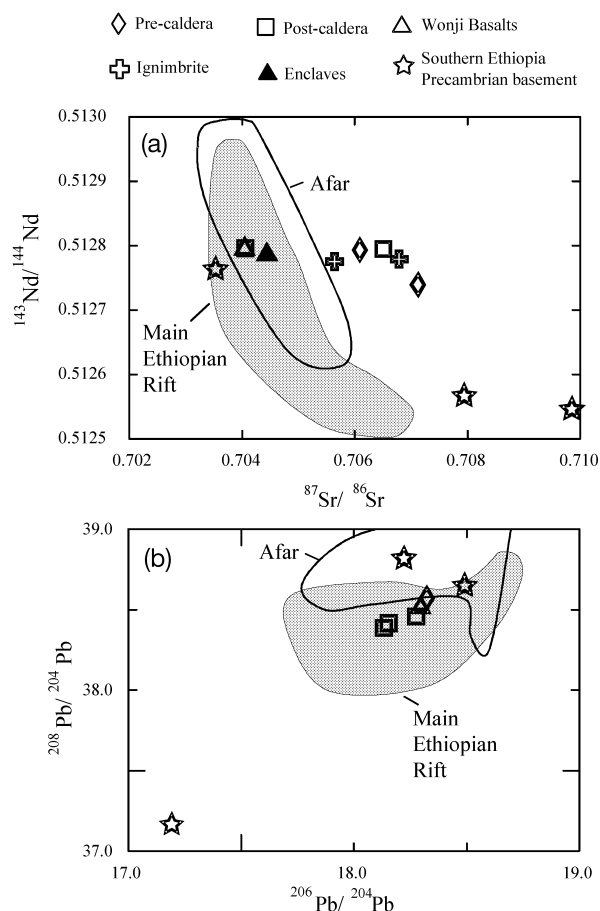 Pre-caldera
Post-caldera
Wonji Basalts
Ignimbrite
Enclaves
Southern Ethiopia
Precambrian basement
(a)
0.5130
0.5129
0.5128
0.5127
0.5126
0.5125
143Nd/144Nd
Afar
Main
Ethiopian
Rift
0.702
0.704
0.706
0.708
0.710
87Sr/ 86Sr
(b)
39.0
38.0
37.0
208Pb/ 204Pb
Afar
Main
Ethiopian
Rift
17.0
18.0
19.0
206Pb/ 204Pb